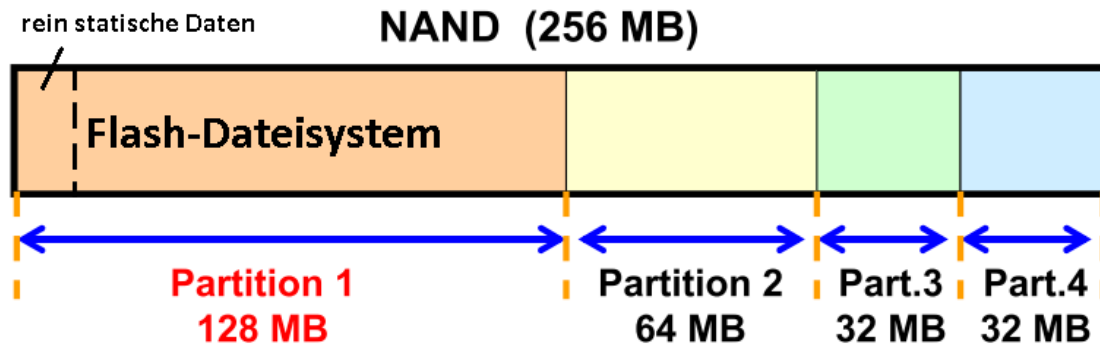 rein statische Daten
NAND (256 MB)
Flash-Dateisystem
Partition 1
128 MB
Partition 2
64 MB
Part.3
32 MB
Part.4
32 MB